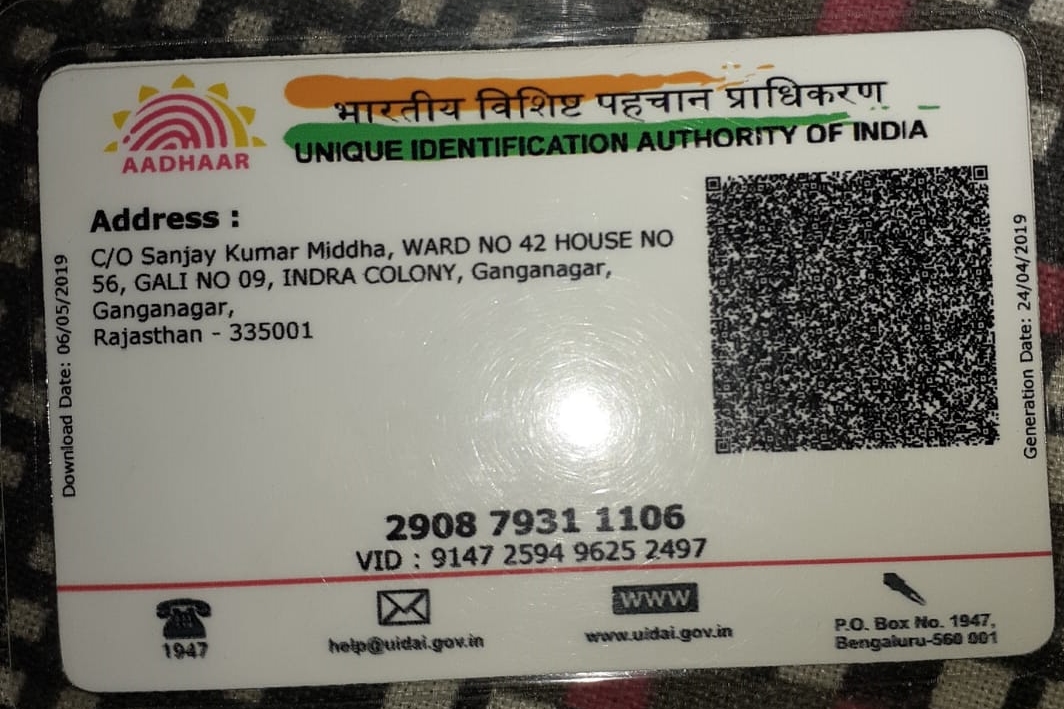 भारतीय विशिष्ट पहचान प्राधिकरण
UNIQUE IDENTIFICATION AUTHORITY OF INDIA
AADHAAR
Address :
C/O Sanjay Kumar Middha, WARD NO 42 HOUSE NO
56, GALI NO 09, INDRA COLONY, Ganganagar,
Ganganagar,
Rajasthan - 335001
Download Date: 06/05/2019
Generation Date: 24/04/2019
2908 7931 1106
VID : 9147 2594 9625 2497
1947
help@uidai.gov.in
WWW
www.uidai.gov.in
P.O. Box No. 1947,
Bengaluru-560 001